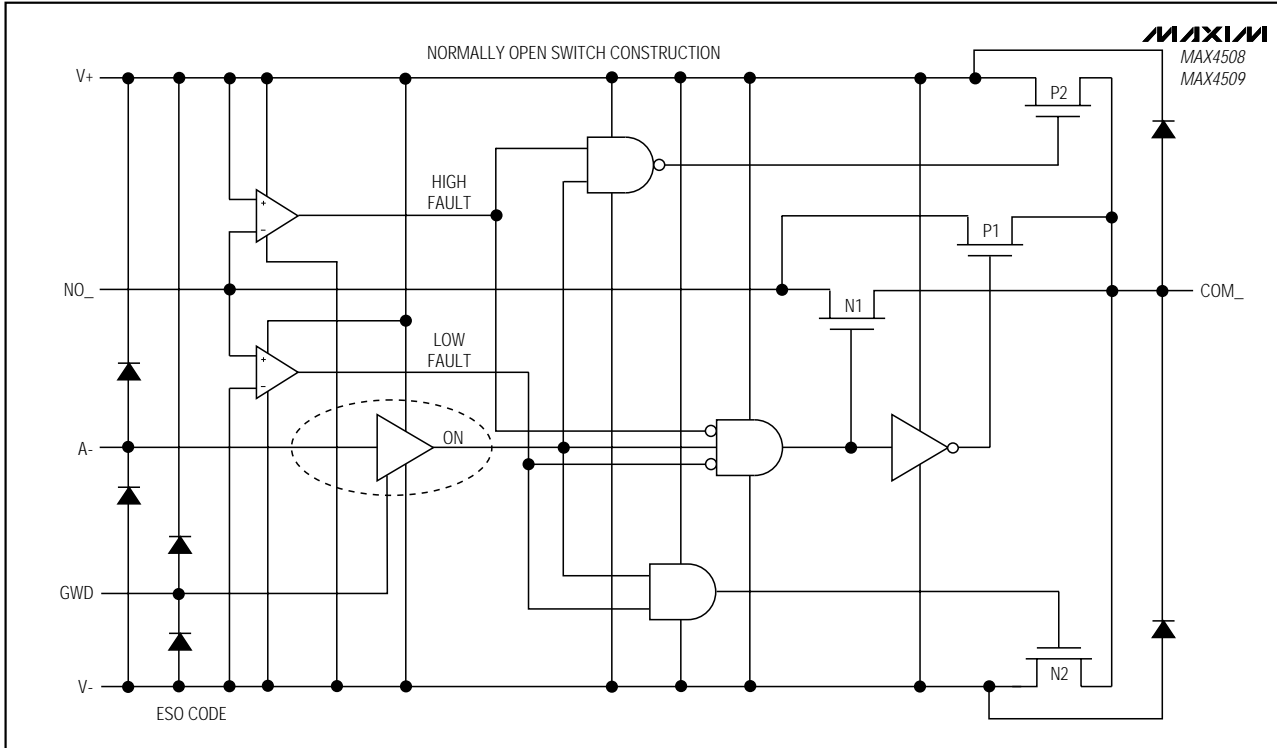 MAXIM
NORMALLY OPEN SWITCH CONSTRUCTION
MAX4508
MAX4509
V+
P2
HIGH
FAULT
+
−
P1
NO_
COM_
N1
LOW
FAULT
+
−
ON
A-
GWD
V-
N2
ESO CODE